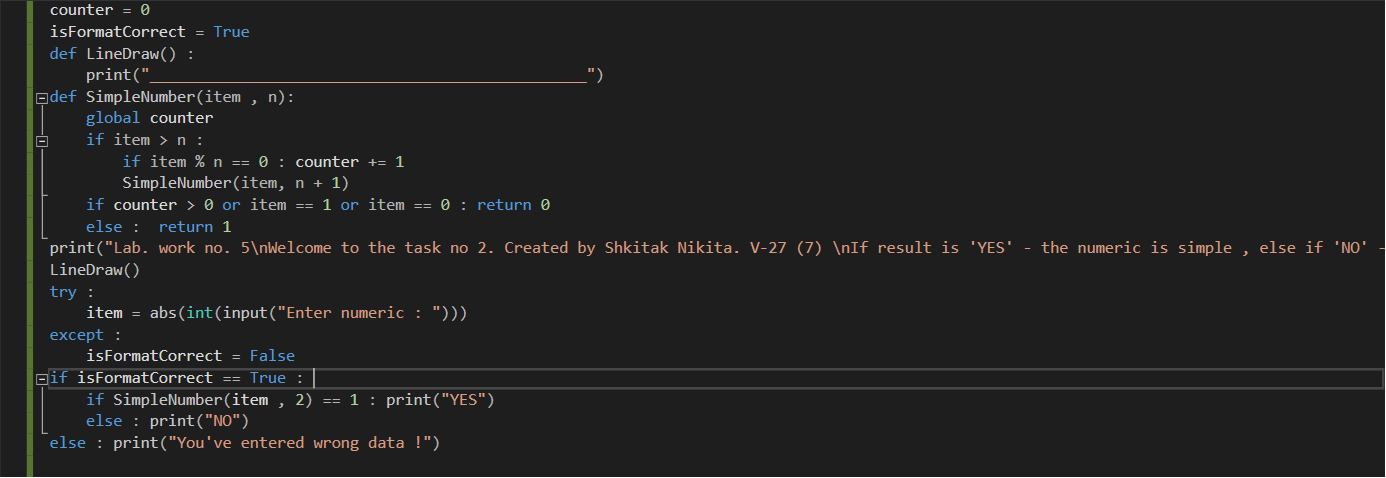 counter = 0
isFormatCorrect = True
def LineDraw() :
    print("________________________________________________")
def SimpleNumber(item , n):
    global counter
    if item > n :
        if item % n == 0 : counter += 1
        SimpleNumber(item, n + 1)
    if counter > 0 or item == 1 or item == 0 : return 0
    else :  return 1
print("Lab. work no. 5\nWelcome to the task no 2. Created by Shkitak Nikita. V-27 (7) \nIf result is 'YES' - the numeric is simple , else if 'NO' -
LineDraw()
try :
    item = abs(int(input("Enter numeric : ")))
except :
    isFormatCorrect = False
if isFormatCorrect == True :
    if SimpleNumber(item , 2) == 1 : print("YES")
    else : print("NO")
else : print("You've entered wrong data !")